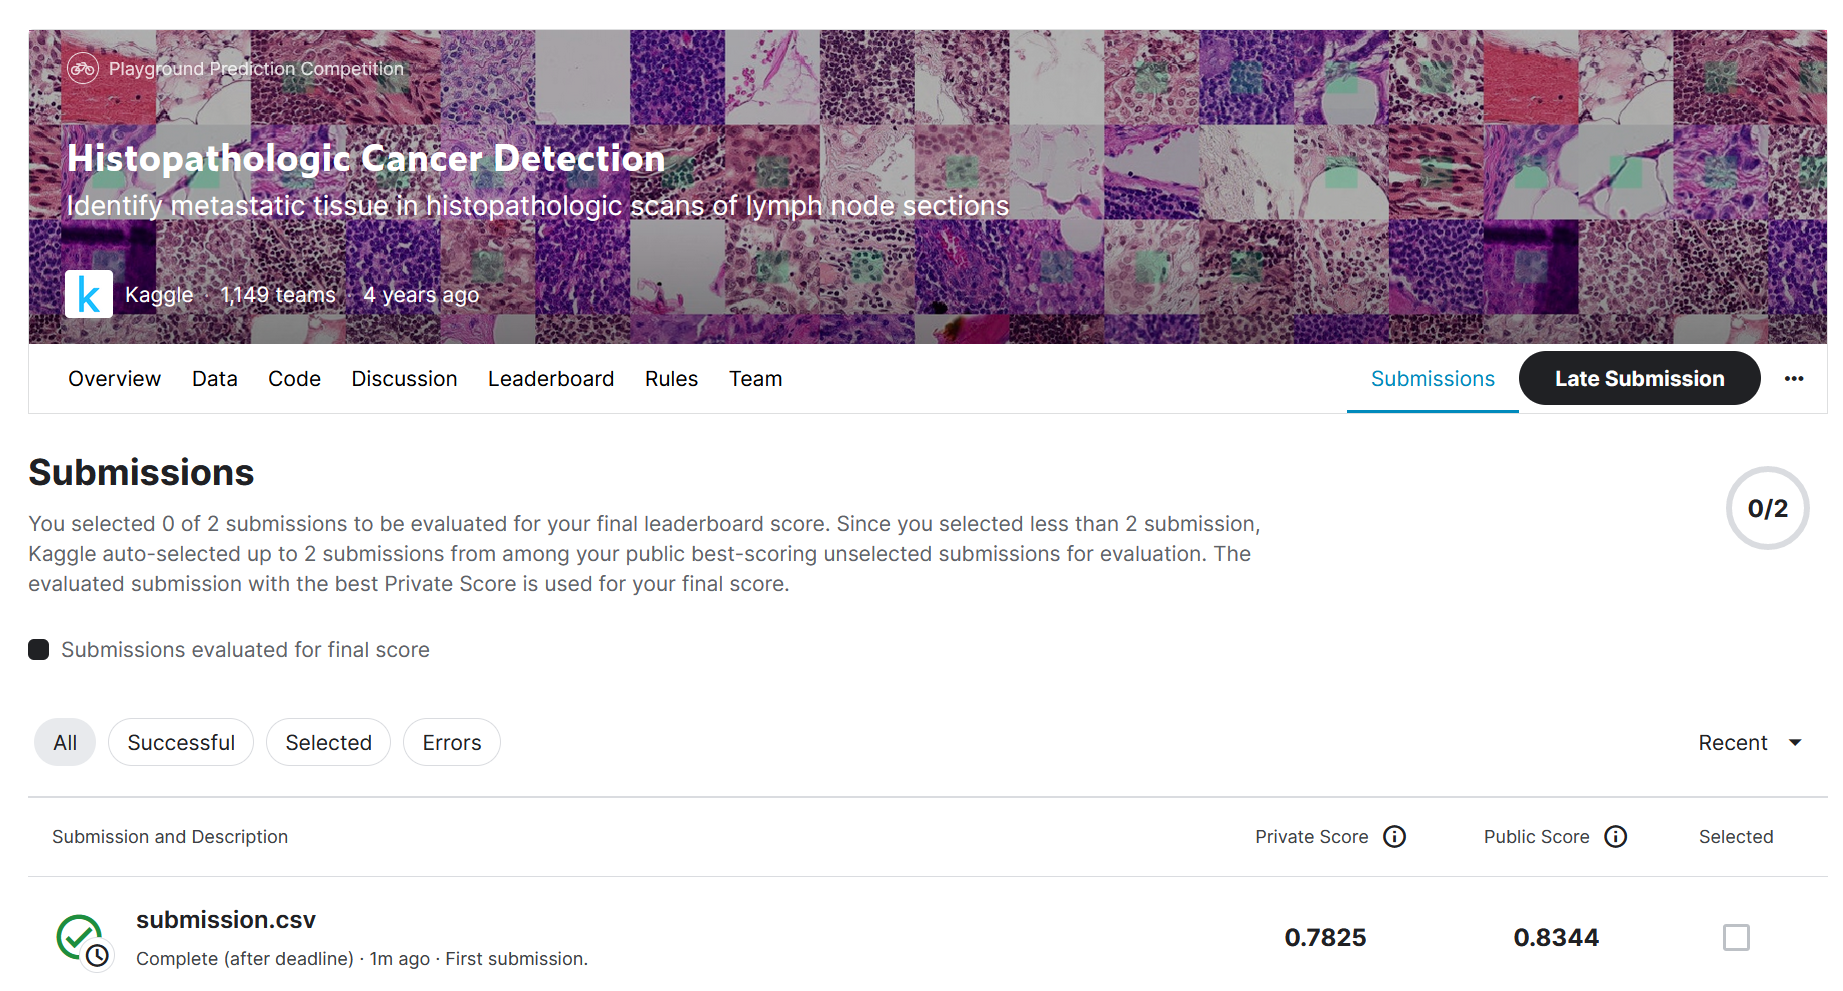 Playground Prediction Competition
Histopathologic Cancer Detection
Identify metastatic tissue in histopathologic scans of lymph node sections
k Kaggle · 1,149 teams · 4 years ago
Overview Data Code Discussion Leaderboard Rules Team Submissions Late Submission ...
Submissions
0/2
You selected 0 of 2 submissions to be evaluated for your final leaderboard score. Since you selected less than 2 submission,
Kaggle auto-selected up to 2 submissions from among your public best-scoring unselected submissions for evaluation. The
evaluated submission with the best Private Score is used for your final score.
Submissions evaluated for final score
All Successful Selected Errors Recent
Submission and Description Private Score Public Score Selected
submission.csv
0.7825 0.8344
Complete (after deadline) · 1m ago · First submission.